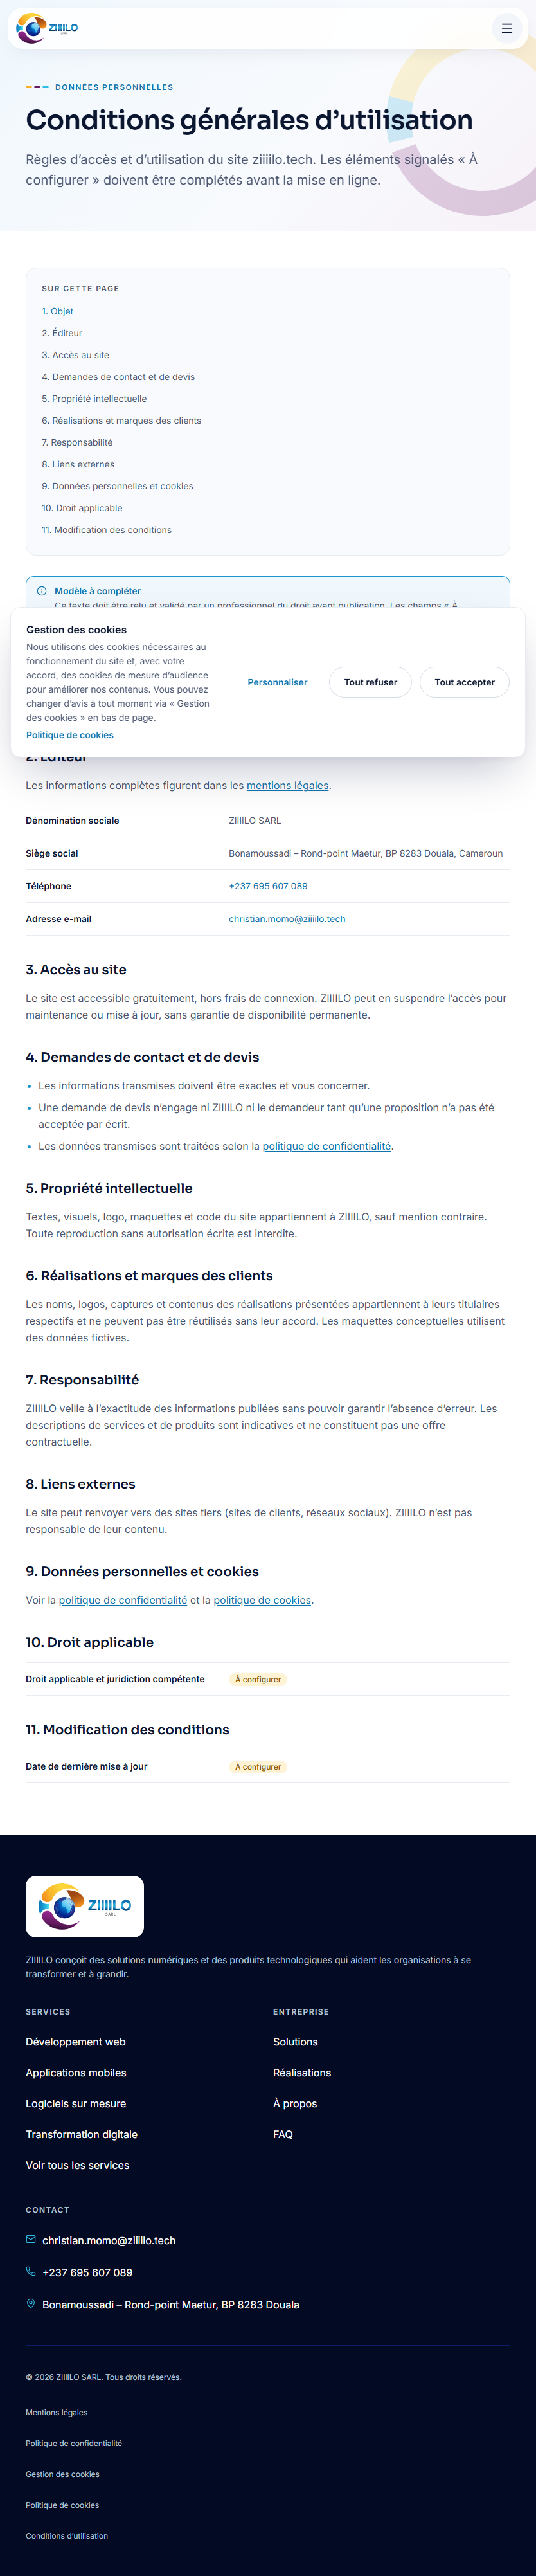 ZIIIILO
SARL
DONNÉES PERSONNELLES
Conditions générales d’utilisation
Règles d’accès et d’utilisation du site ziiiilo.tech. Les éléments signalés « À
configurer » doivent être complétés avant la mise en ligne.
SUR CETTE PAGE
1. Objet
2. Éditeur
3. Accès au site
4. Demandes de contact et de devis
5. Propriété intellectuelle
6. Réalisations et marques des clients
7. Responsabilité
8. Liens externes
9. Données personnelles et cookies
10. Droit applicable
11. Modification des conditions
Modèle à compléter
Ce texte doit être relu et validé par un professionnel du droit avant publication. Les champs « À
Gestion des cookies
Nous utilisons des cookies nécessaires au
fonctionnement du site et, avec votre
accord, des cookies de mesure d’audience
pour améliorer nos contenus. Vous pouvez
changer d’avis à tout moment via « Gestion
des cookies » en bas de page.
Politique de cookies
Personnaliser
Tout refuser
Tout accepter
2. Éditeur
Les informations complètes figurent dans les mentions légales.
Dénomination sociale ZIIIILO SARL
Siège social Bonamoussadi – Rond-point Maetur, BP 8283 Douala, Cameroun
Téléphone +237 695 607 089
Adresse e-mail christian.momo@ziiiilo.tech
3. Accès au site
Le site est accessible gratuitement, hors frais de connexion. ZIIIILO peut en suspendre l’accès pour
maintenance ou mise à jour, sans garantie de disponibilité permanente.
4. Demandes de contact et de devis
• Les informations transmises doivent être exactes et vous concerner.
• Une demande de devis n’engage ni ZIIIILO ni le demandeur tant qu’une proposition n’a pas été
acceptée par écrit.
• Les données transmises sont traitées selon la politique de confidentialité.
5. Propriété intellectuelle
Textes, visuels, logo, maquettes et code du site appartiennent à ZIIIILO, sauf mention contraire.
Toute reproduction sans autorisation écrite est interdite.
6. Réalisations et marques des clients
Les noms, logos, captures et contenus des réalisations présentées appartiennent à leurs titulaires
respectifs et ne peuvent pas être réutilisés sans leur accord. Les maquettes conceptuelles utilisent
des données fictives.
7. Responsabilité
ZIIIILO veille à l’exactitude des informations publiées sans pouvoir garantir l’absence d’erreur. Les
descriptions de services et de produits sont indicatives et ne constituent pas une offre
contractuelle.
8. Liens externes
Le site peut renvoyer vers des sites tiers (sites de clients, réseaux sociaux). ZIIIILO n’est pas
responsable de leur contenu.
9. Données personnelles et cookies
Voir la politique de confidentialité et la politique de cookies.
10. Droit applicable
Droit applicable et juridiction compétente À configurer
11. Modification des conditions
Date de dernière mise à jour À configurer
ZIIIILO
SARL
ZIIIILO conçoit des solutions numériques et des produits technologiques qui aident les organisations à se
transformer et à grandir.
SERVICES
Développement web
Applications mobiles
Logiciels sur mesure
Transformation digitale
Voir tous les services
ENTREPRISE
Solutions
Réalisations
À propos
FAQ
CONTACT
christian.momo@ziiiilo.tech
+237 695 607 089
Bonamoussadi – Rond-point Maetur, BP 8283 Douala
© 2026 ZIIIILO SARL. Tous droits réservés.
Mentions légales
Politique de confidentialité
Gestion des cookies
Politique de cookies
Conditions d’utilisation